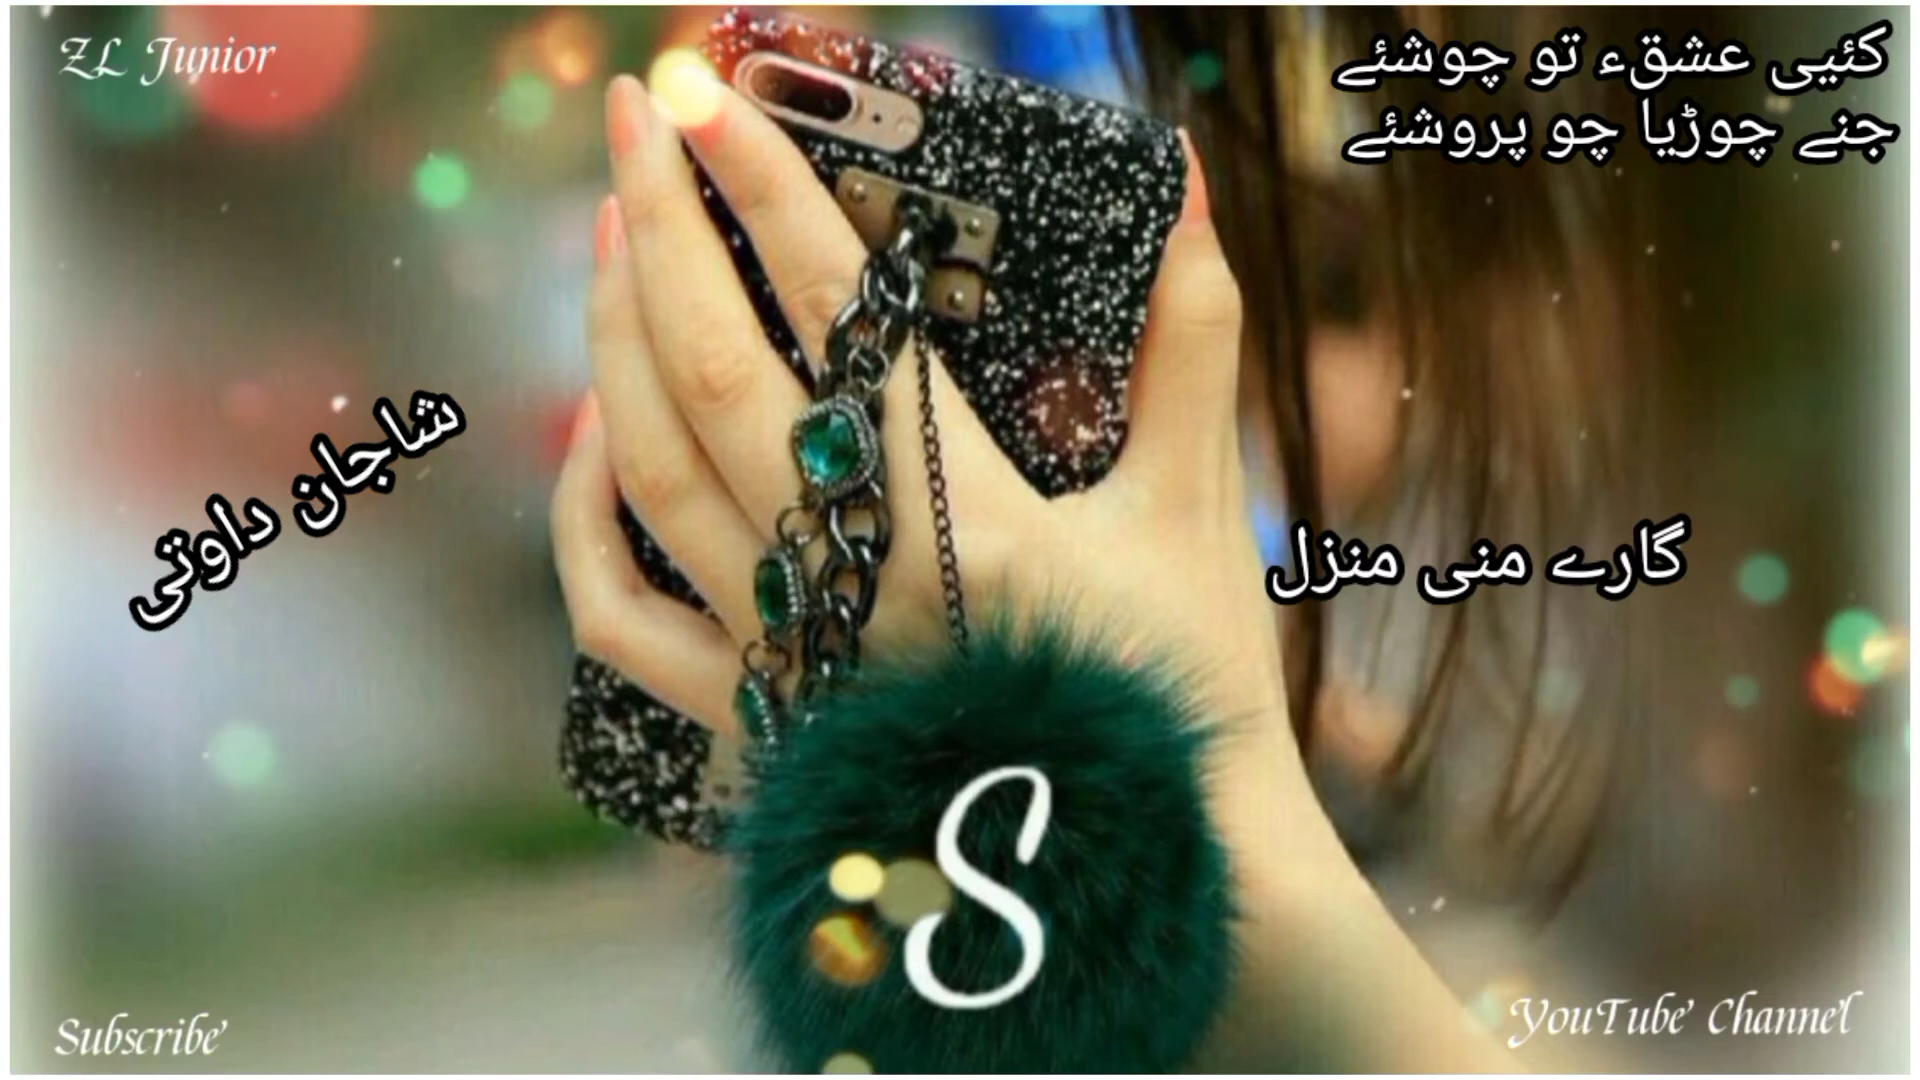 ZL Junior
کئیی عشقء تو چوشئے
جنے چوڑیا چو پروشئے
شاجان داوتی
گارے منی منزل
S
Subscribe
YouTube Channel